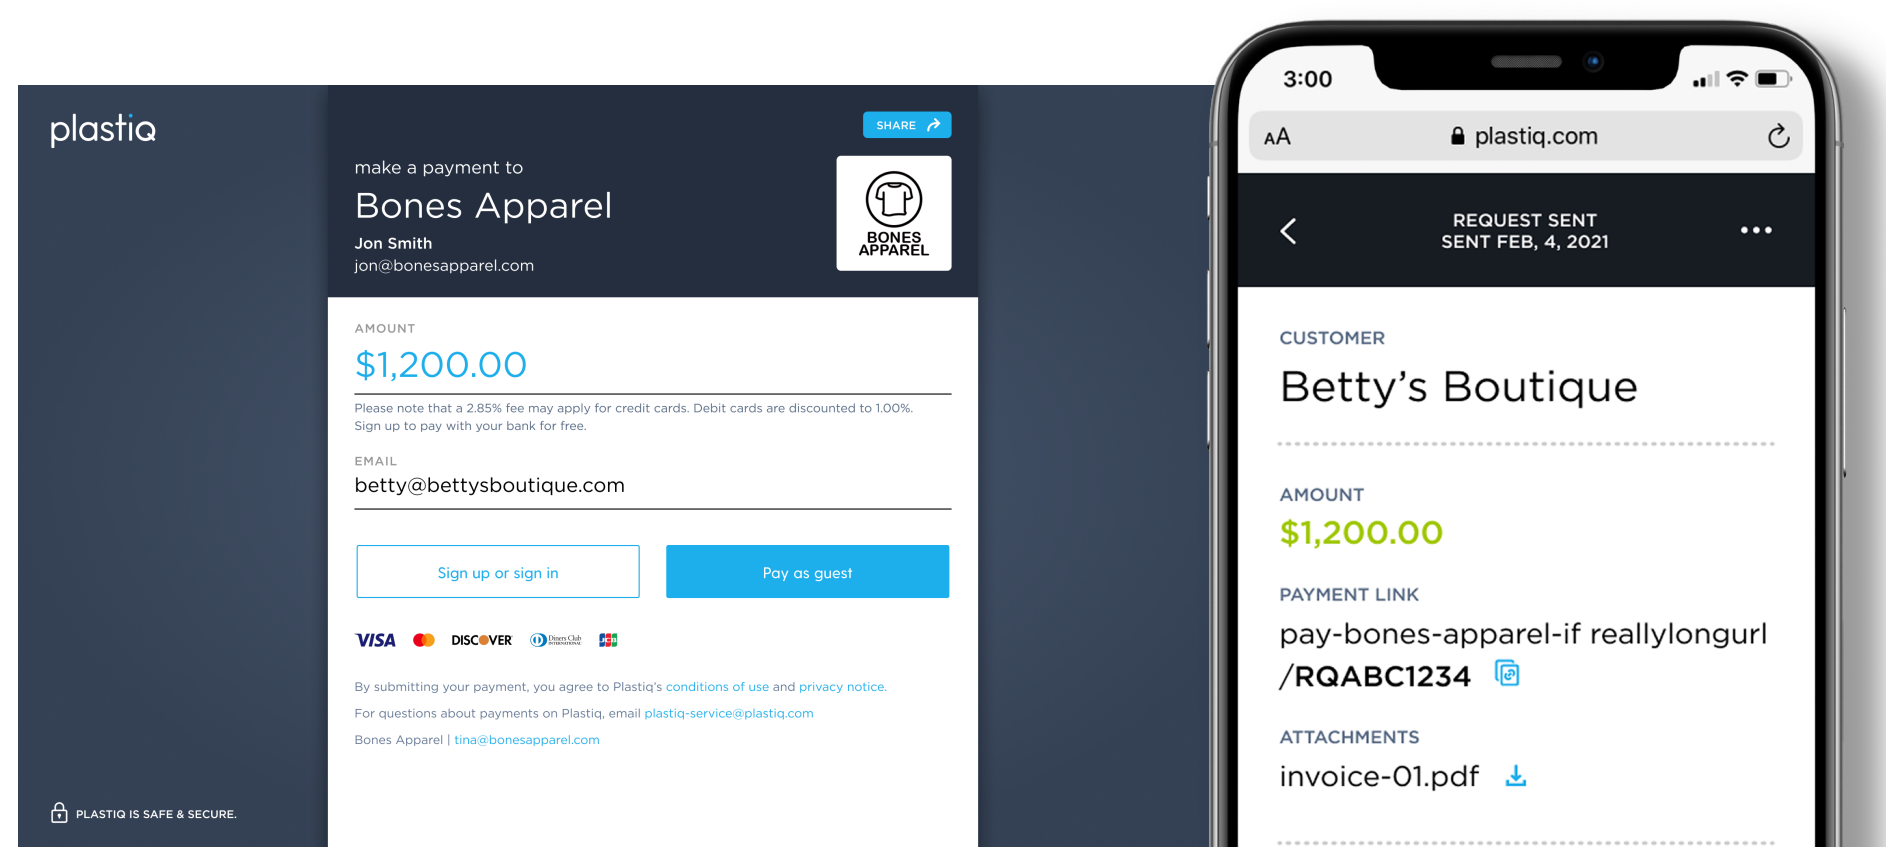 plastiq
SHARE
make a payment to
Bones Apparel
Jon Smith
jon@bonesapparel.com
BONES
APPAREL
AMOUNT
$1,200.00
Please note that a 2.85% fee may apply for credit cards. Debit cards are discounted to 1.00%.
Sign up to pay with your bank for free.
EMAIL
betty@bettysboutique.com
Sign up or sign in
Pay as guest
VISA
DISCOVER
Diners Club
INTERNATIONAL
JCB
By submitting your payment, you agree to Plastiq's conditions of use and privacy notice.
For questions about payments on Plastiq, email plastiq-service@plastiq.com
Bones Apparel | tina@bonesapparel.com
PLASTIQ IS SAFE & SECURE.
3:00
AA
plastiq.com
REQUEST SENT
SENT FEB, 4, 2021
CUSTOMER
Betty's Boutique
AMOUNT
$1,200.00
PAYMENT LINK
pay-bones-apparel-if reallylongurl
/RQABC1234
ATTACHMENTS
invoice-01.pdf